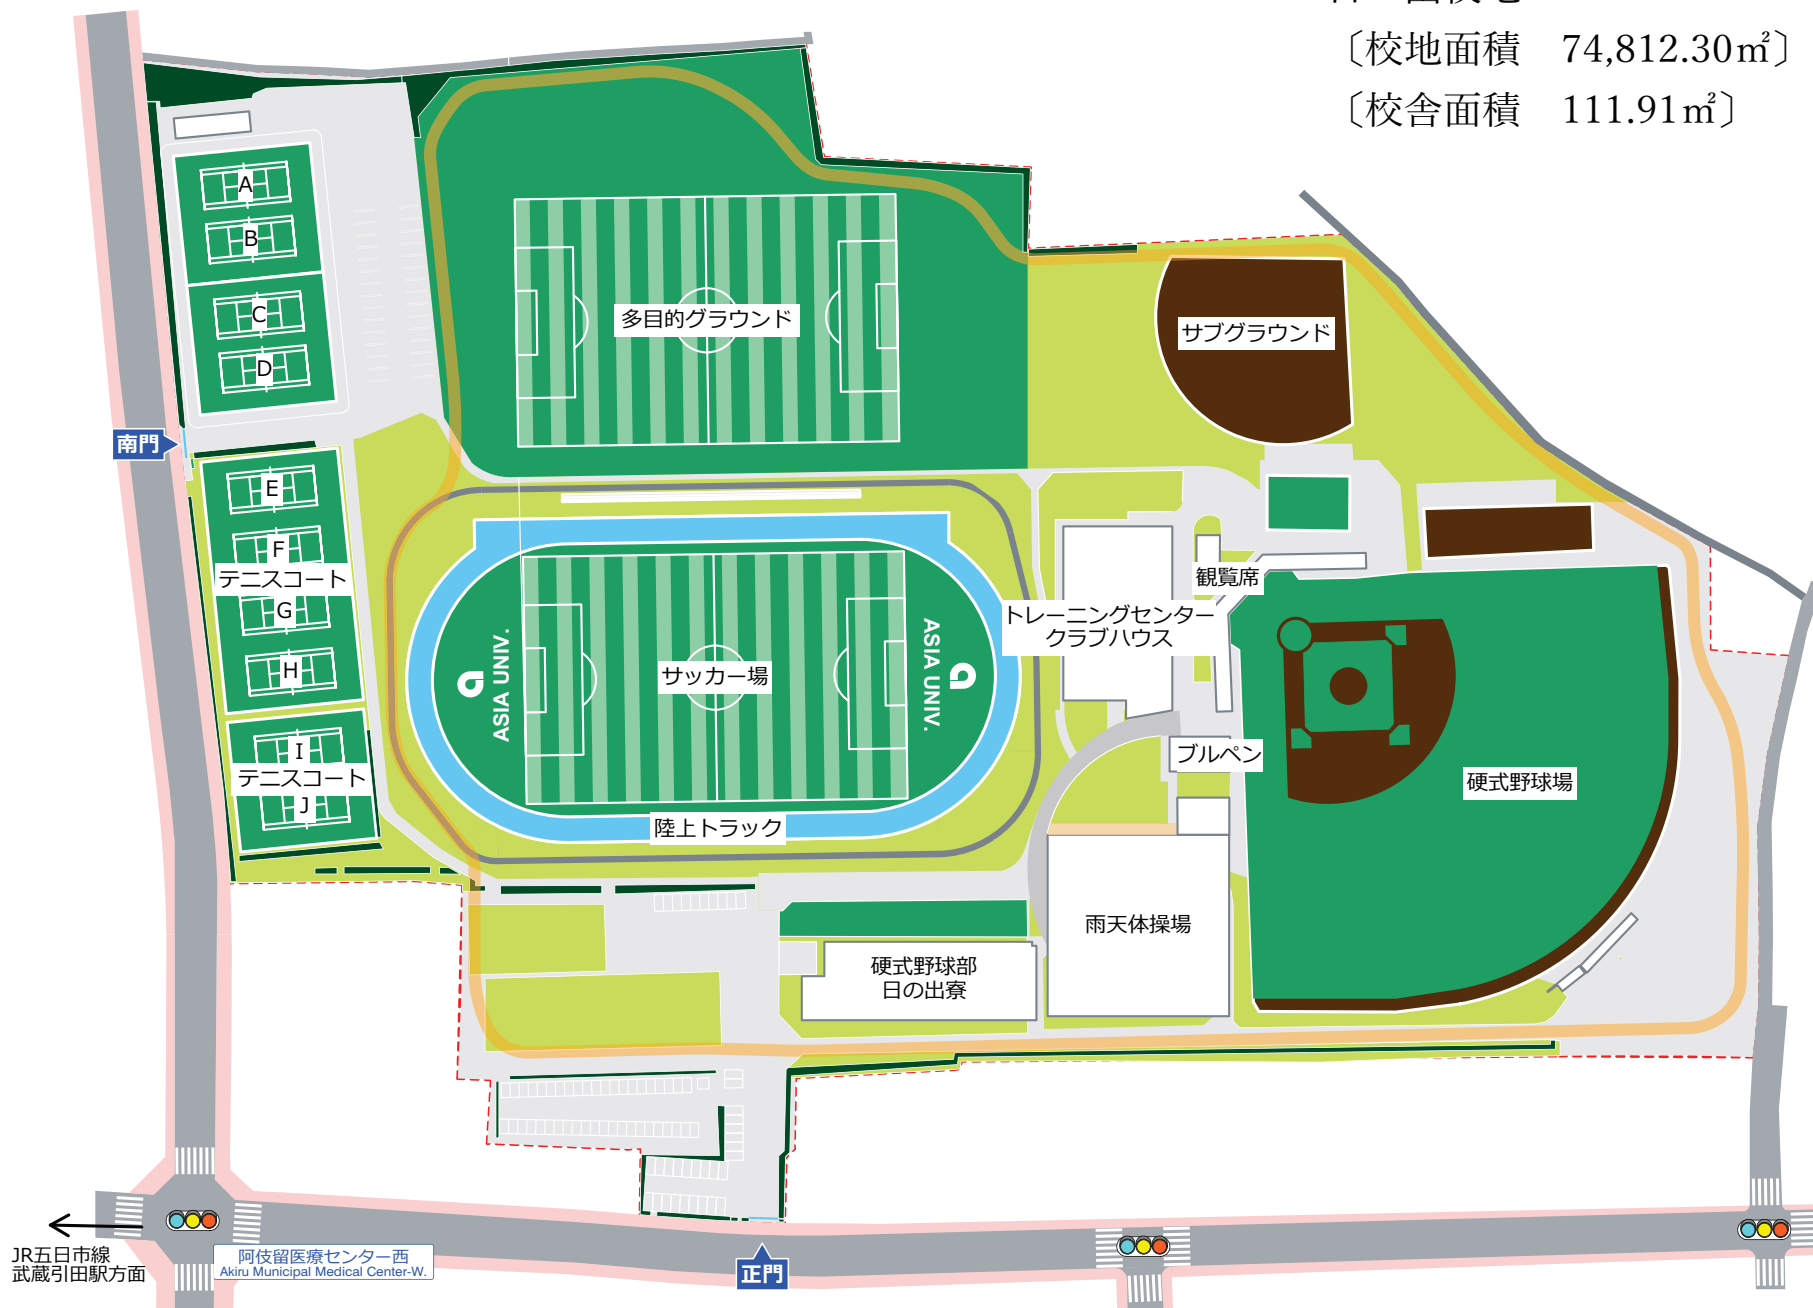 〔校地面積　74,812.30㎡〕
〔校舎面積　111.91㎡〕
A
B
C
D
南門
E
F
テニスコート
G
H
I
テニスコート
J
多目的グラウンド
サブグラウンド
観覧席
トレーニングセンター
クラブハウス
サッカー場
ASIA UNIV.
ASIA UNIV.
陸上トラック
ブルペン
硬式野球場
雨天体操場
硬式野球部
日の出寮
JR五日市線
武蔵引田駅方面
阿伎留医療センター西
Akiru Municipal Medical Center-W.
正門